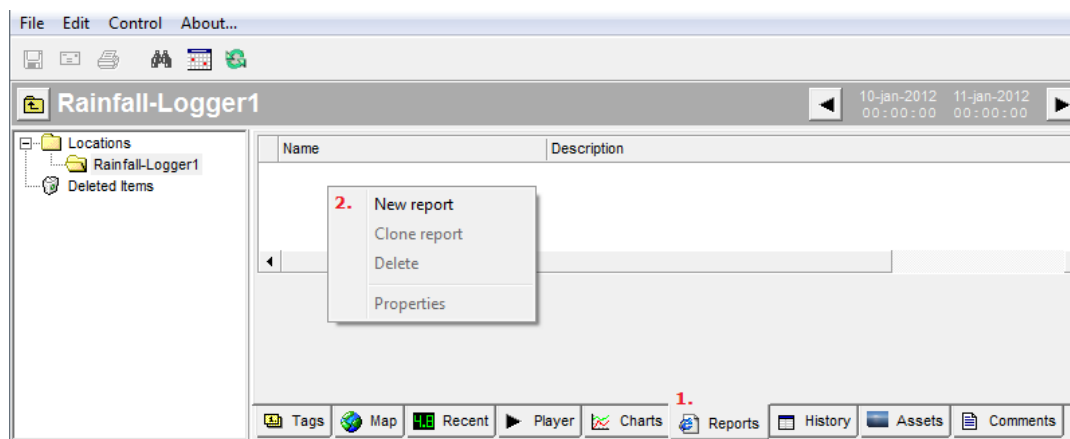 File Edit Control About...
Rainfall-Logger1
10-jan-2012 11-jan-2012
00:00:00 00:00:00
Locations
Rainfall-Logger1
Deleted Items
Name Description
2. New report
Clone report
Delete
Properties
1.
Tags Map 4.8 Recent Player Charts Reports History Assets Comments